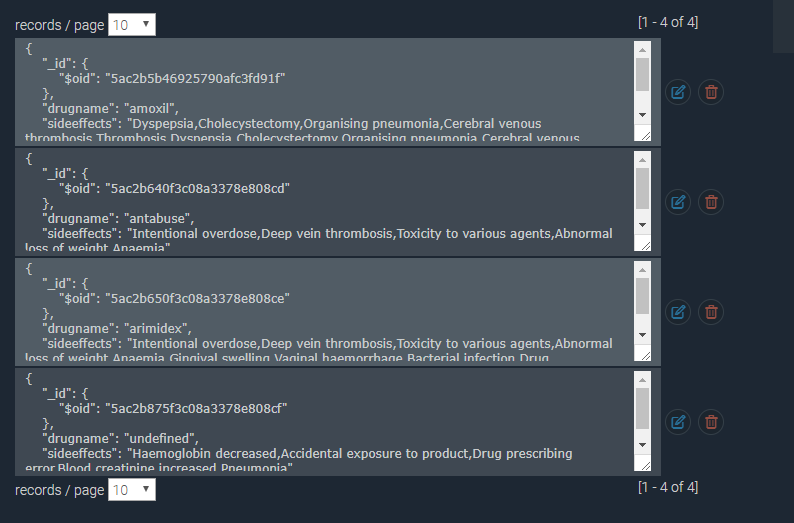 records / page 10 [1 - 4 of 4]
{
"_id": {
"$oid": "5ac2b5b46925790afc3fd91f"
},
"drugname": "amoxil",
"sideeffects": "Dyspepsia,Cholecystectomy,Organising pneumonia,Cerebral venous
thrombosis,Thrombosis,Dyspepsia,Cholecystectomy,Organising pneumonia,Cerebral venous
{
"_id": {
"$oid": "5ac2b640f3c08a3378e808cd"
},
"drugname": "antabuse",
"sideeffects": "Intentional overdose,Deep vein thrombosis,Toxicity to various agents,Abnormal
loss of weight,Anaemia"
{
"_id": {
"$oid": "5ac2b650f3c08a3378e808ce"
},
"drugname": "arimidex",
"sideeffects": "Intentional overdose,Deep vein thrombosis,Toxicity to various agents,Abnormal
loss of weight,Anaemia,Gingival swelling,Vaginal haemorrhage,Bacterial infection,Drug
{
"_id": {
"$oid": "5ac2b875f3c08a3378e808cf"
},
"drugname": "undefined",
"sideeffects": "Haemoglobin decreased,Accidental exposure to product,Drug prescribing
error,Blood creatinine increased,Pneumonia"
records / page 10 [1 - 4 of 4]